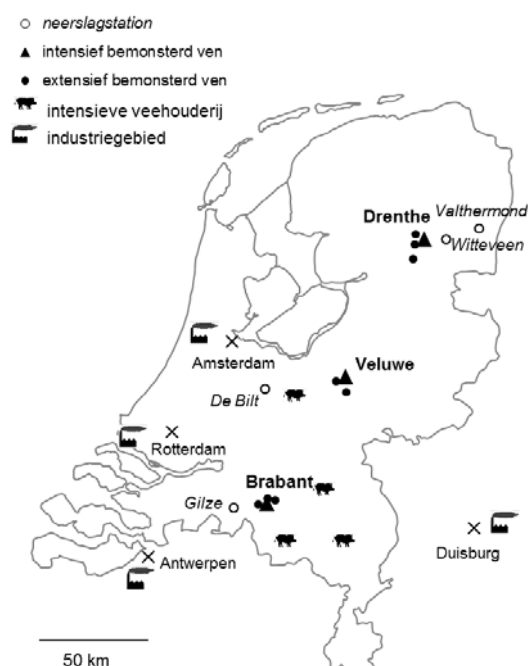 neerslagstation
intensief bemonsterd ven
extensief bemonsterd ven
intensieve veehouderij
industriegebied
Valthermond
Drenthe
Witteveen
Amsterdam
Veluwe
De Bilt
Rotterdam
Brabant
Gilze
Duisburg
Antwerpen
50 km